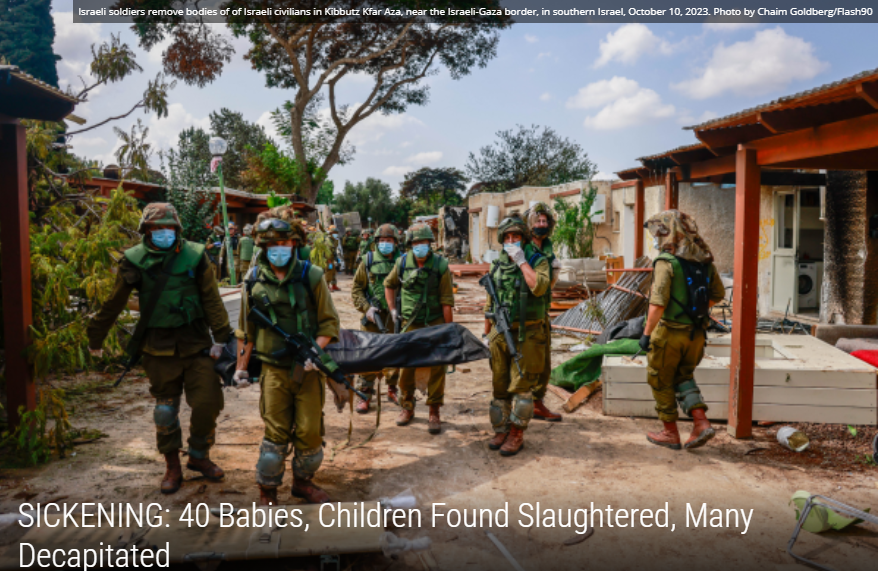 Israeli soldiers remove bodies of of Israeli civilians in Kibbutz Kfar Aza, near the Israeli-Gaza border, in southern Israel, October 10, 2023. Photo by Chaim Goldberg/Flash90
SICKENING: 40 Babies, Children Found Slaughtered, Many
Decapitated